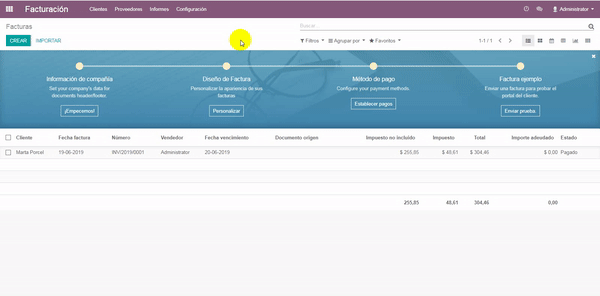 Facturación Clientes Proveedores Informes Configuración Administrator
Facturas
Buscar...
CREAR IMPORTAR
Filtros Agrupar por Favoritos 1-1 / 1
Información de compañía
Set your company's data for
documents header/footer.
¡Empecemos!
Diseño de Factura
Personalizar la apariencia de sus
facturas.
Personalizar
Método de pago
Configure your payment methods.
Establecer pagos
Factura ejemplo
Enviar una factura para probar el
portal del cliente.
Enviar prueba.
Cliente Fecha factura Número Vendedor Fecha vencimiento Documento origen Impuesto no incluido Impuesto Total Importe adeudado Estado
Marta Porcel 19-06-2019 INV/2019/0001 Administrator 20-06-2019 $ 255,85 $ 48,61 $ 304,46 $ 0,00 Pagado
255,85 48,61 304,46 0,00